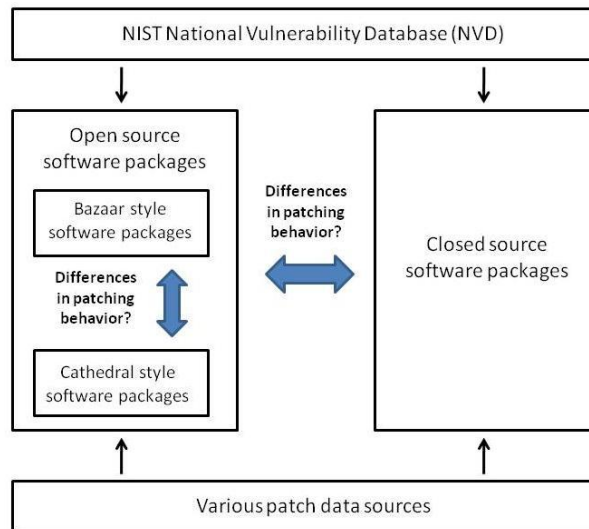 NIST National Vulnerability Database (NVD)
Open source
software packages
Bazaar style
software packages
Differences
in patching
behavior?
Cathedral style
software packages
Differences
in patching
behavior?
Closed source
software packages
Various patch data sources